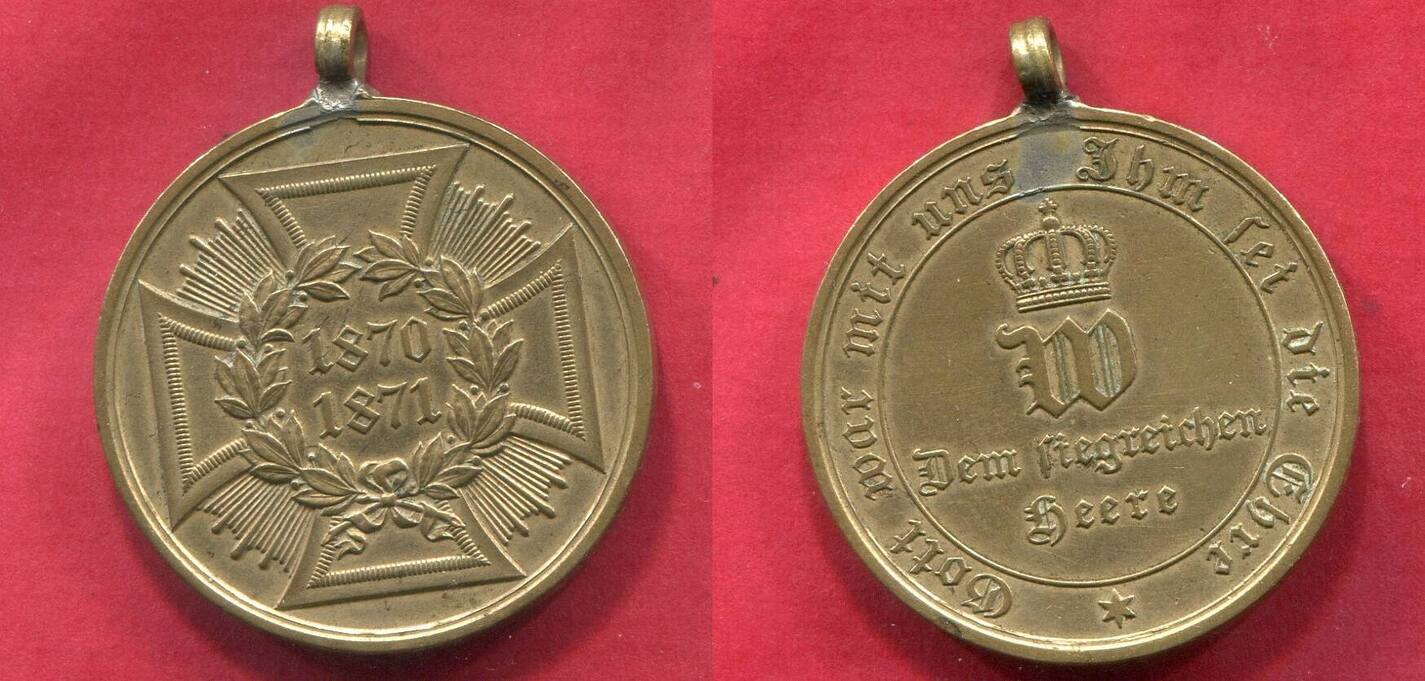 1870
1871
Gott war mit uns Ihm sei die Ehre
W
Dem siegreichen
Heere